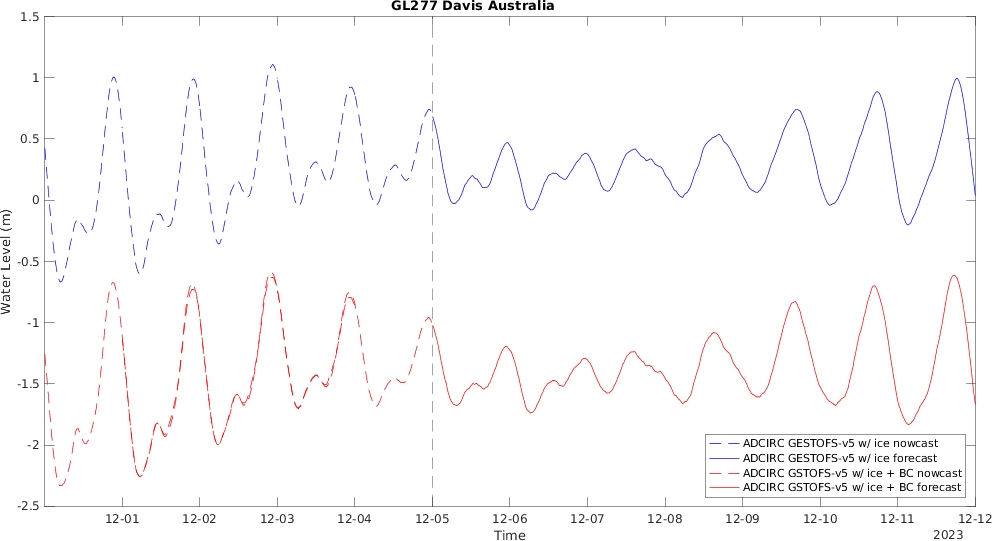 GL277 Davis Australia
1.5
1
0.5
0
-0.5
-1
-1.5
-2
-2.5
Water Level (m)
ADCIRC GESTOFS-v5 w/ ice nowcast
ADCIRC GESTOFS-v5 w/ ice forecast
ADCIRC GSTOFS-v5 w/ ice + BC nowcast
ADCIRC GSTOFS-v5 w/ ice + BC forecast
12-01 12-02 12-03 12-04 12-05 12-06 12-07 12-08 12-09 12-10 12-11 12-12
Time
2023